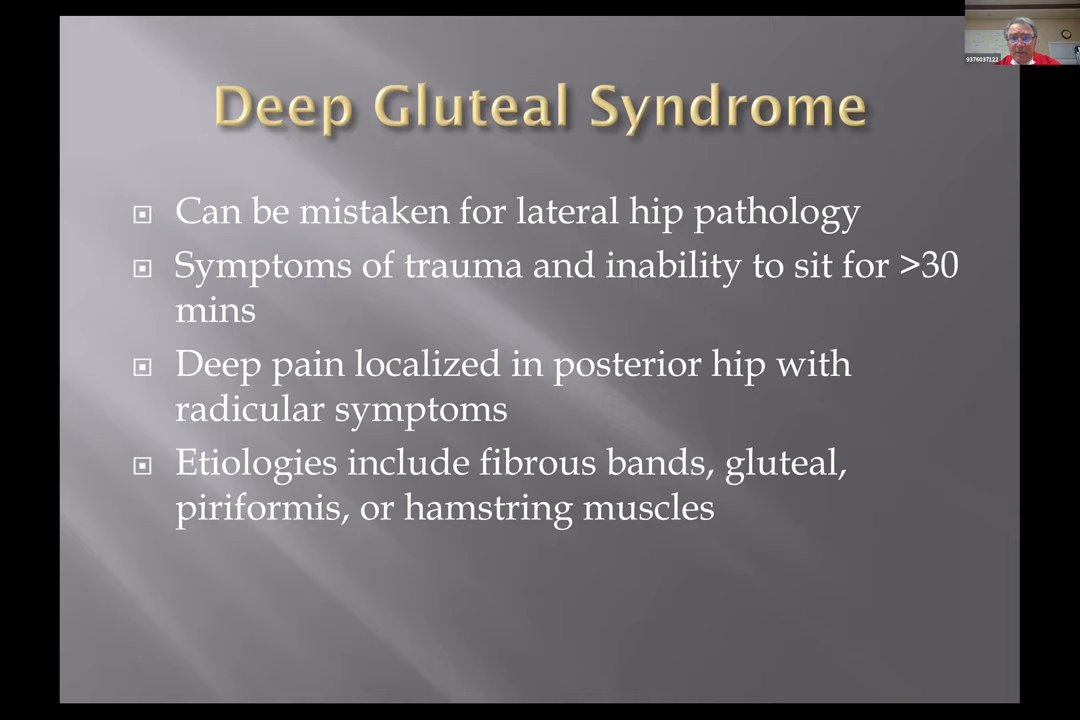 Deep Gluteal Syndrome
Can be mistaken for lateral hip pathology
Symptoms of trauma and inability to sit for >30
mins
Deep pain localized in posterior hip with
radicular symptoms
Etiologies include fibrous bands, gluteal,
piriformis, or hamstring muscles
9376037122